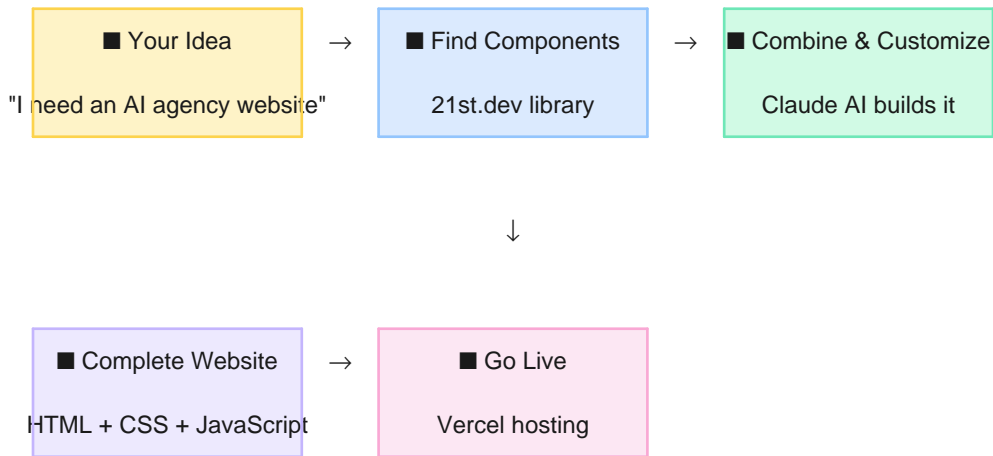 ■ Your Idea
→
■ Find Components
→
■ Combine & Customize
"I need an AI agency website"
21st.dev library
Claude AI builds it
↓
■ Complete Website
→
■ Go Live
HTML + CSS + JavaScript
Vercel hosting